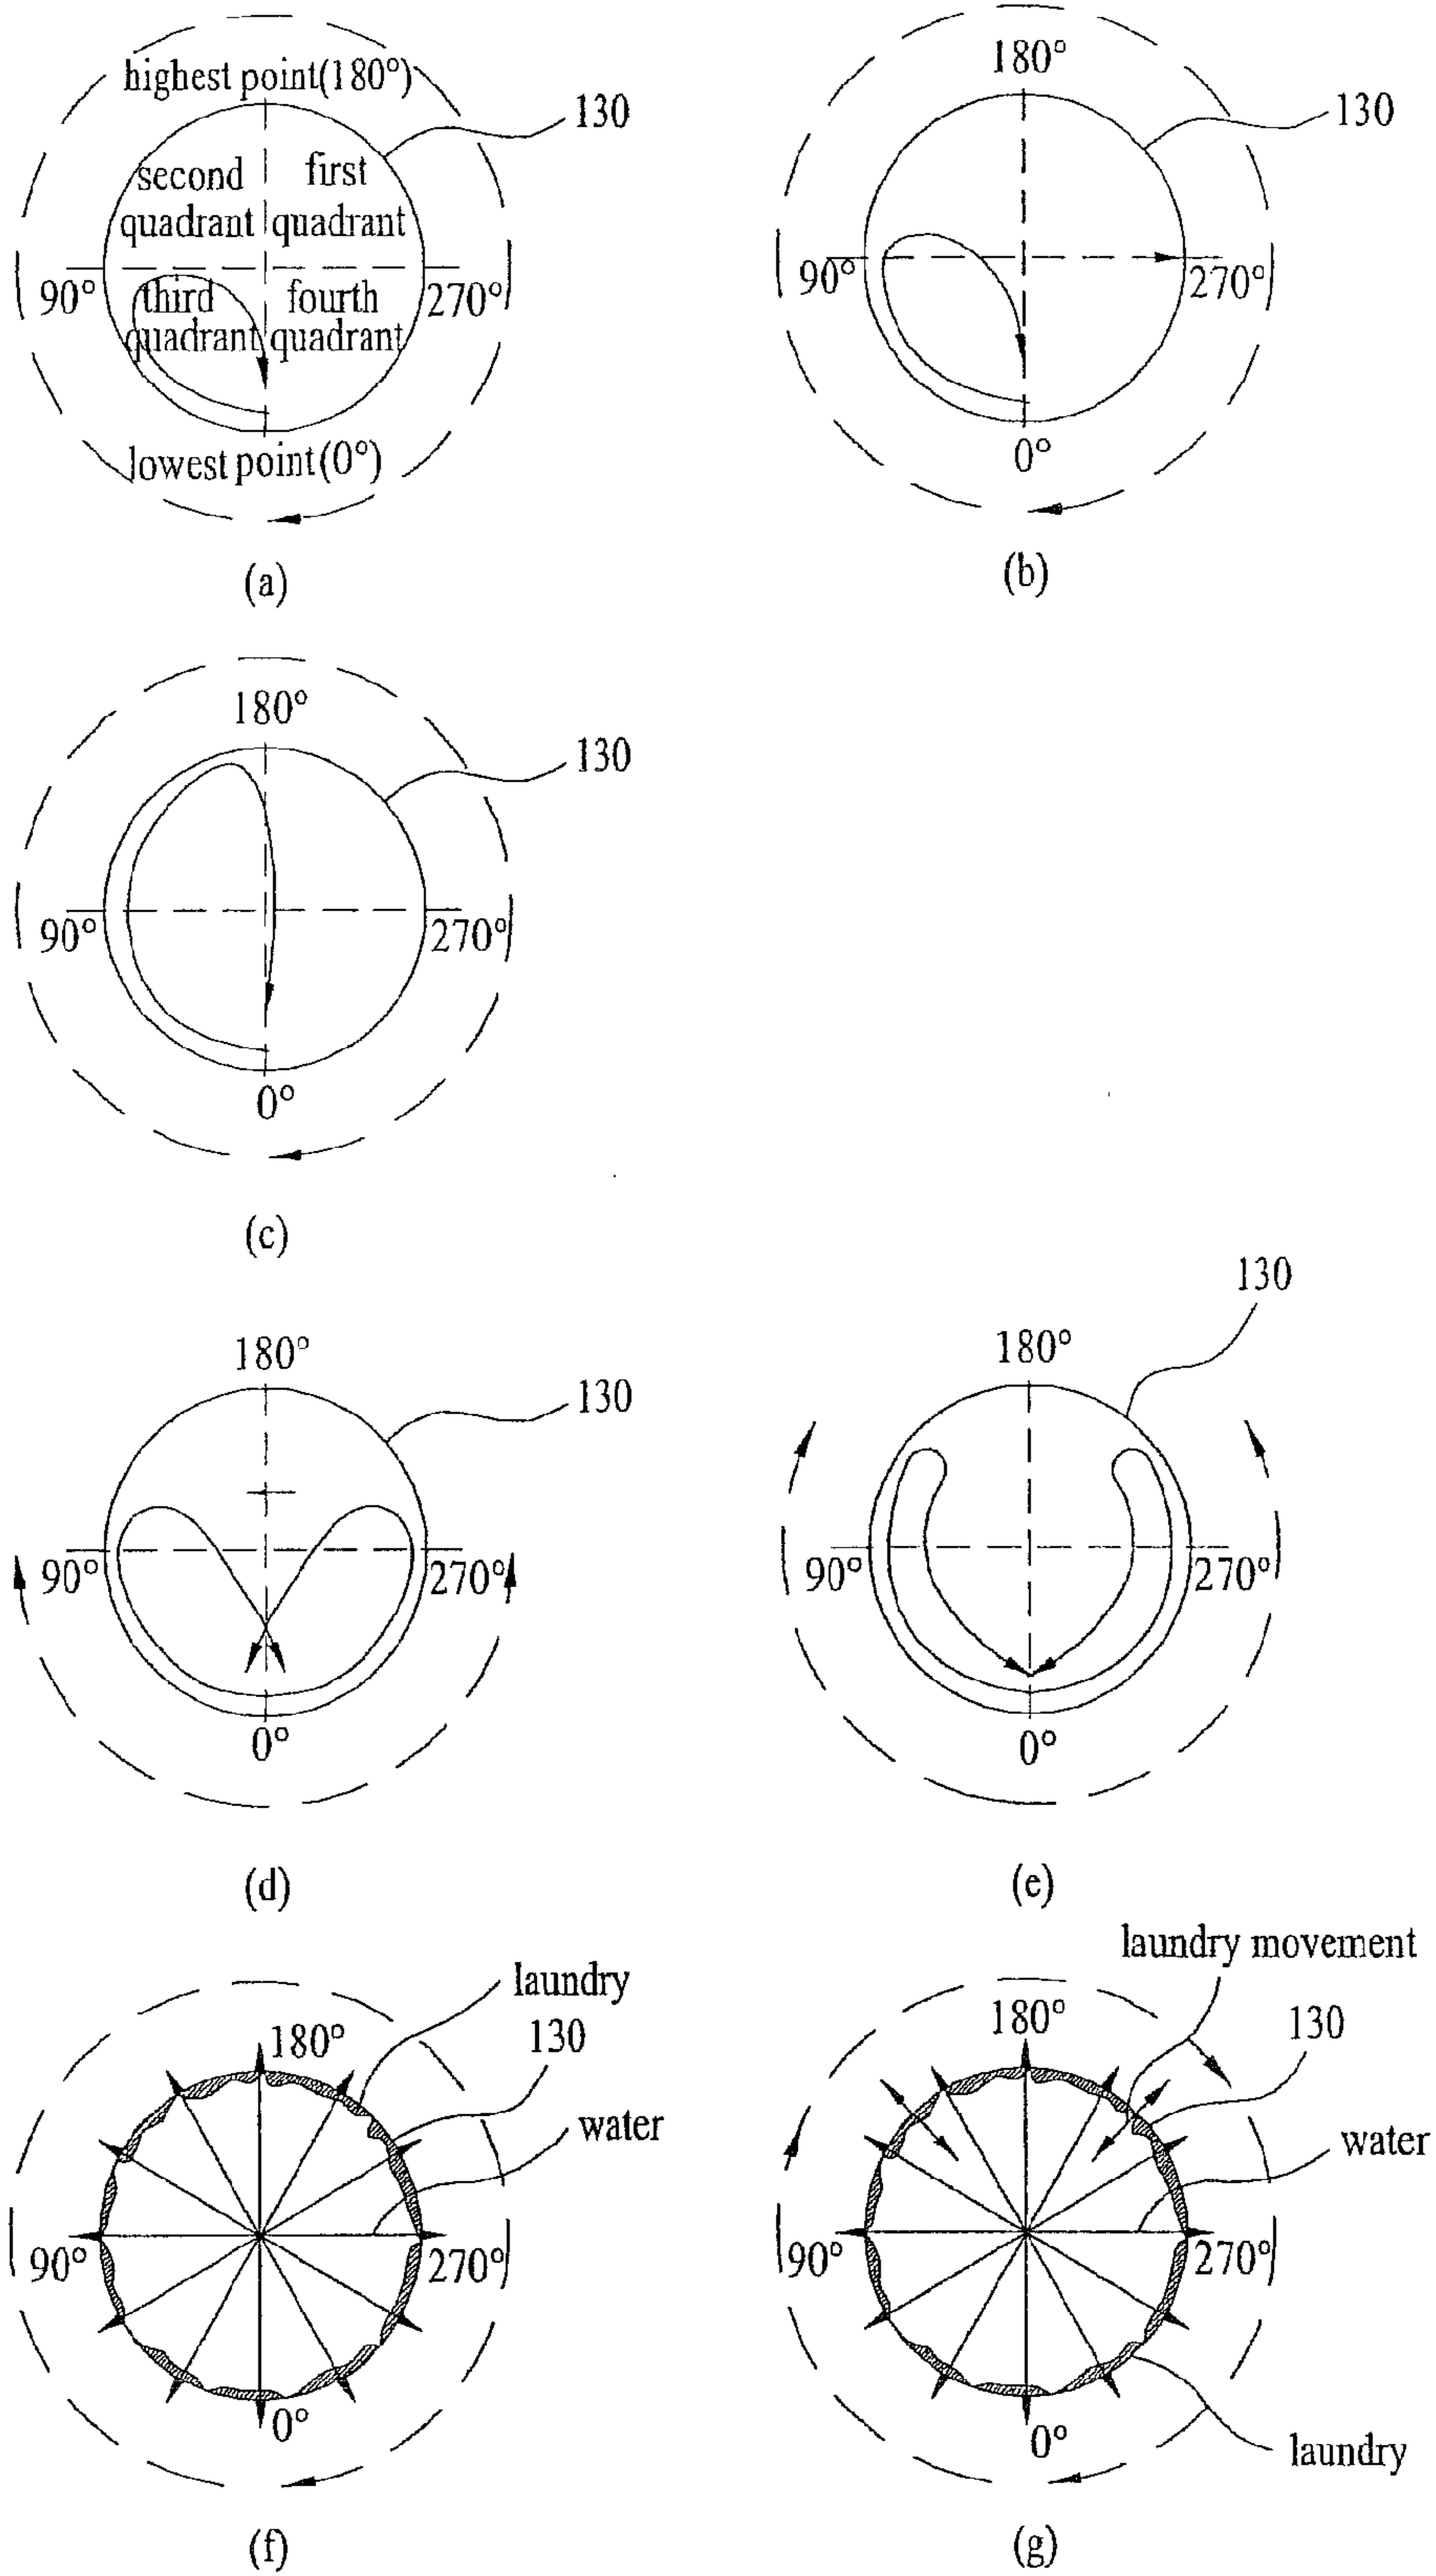 highest point(180°)
130
second
quadrant
first
quadrant
90°
third
quadrant
fourth
quadrant
270°
lowest point(0°)
(a)
180°
130
90°
270°
0°
(b)
180°
130
90°
270°
0°
(c)
180°
130
90°
270°
0°
(d)
130
180°
90°
270°
0°
(e)
laundry
180°
130
water
90°
270°
0°
(f)
laundry movement
180°
130
water
90°
270°
0°
laundry
(g)